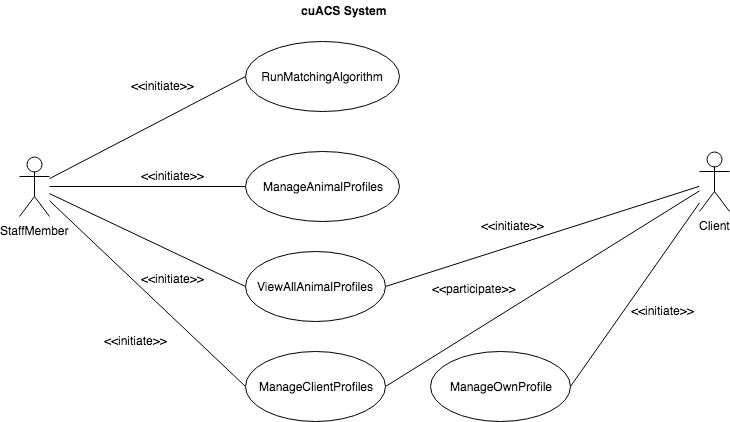 cuACS System
<<initiate>>
RunMatchingAlgorithm
<<initiate>>
ManageAnimalProfiles
StaffMember
Client
<<initiate>>
<<initiate>>
ViewAllAnimalProfiles
<<participate>>
<<initiate>>
<<initiate>>
ManageClientProfiles
ManageOwnProfile